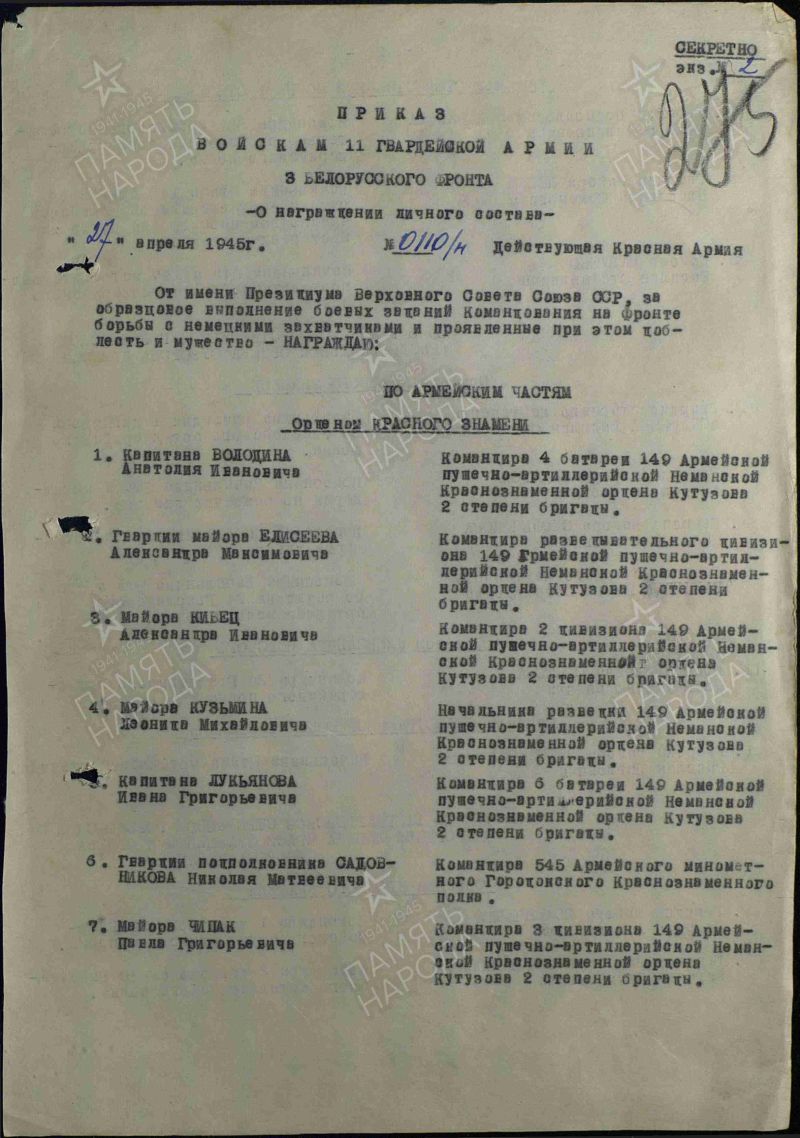 СЕКРЕТНО
экз.№ 2
275
ПРИКАЗ
ВОЙСКАМ 11 ГВАРДЕЙСКОЙ АРМИИ
3 БЕЛОРУССКОГО ФРОНТА
-О награждении личного состава-
"27" апреля 1945г. № 0110/н Действующая Красная Армия
От имени Президиума Верховного Совета Союза ССР, за
образцовое выполнение боевых заданий Командования на фронте
борьбы с немецкими захватчиками и проявленные при этом доб-
лесть и мужество - НАГРАЖДАЮ:
ПО АРМЕЙСКИМ ЧАСТЯМ
Орденом КРАСНОГО ЗНАМЕНИ
1. Капитана ВОЛОДИНА
Анатолия Ивановича
Командира 4 батареи 149 Армейской
пушечно-артиллерийской Неманской
Краснознаменной ордена Кутузова
2 степени бригады.
2. Гвардии майора ЕЛИСЕЕВА
Александра Максимовича
Командира разведывательного дивизи-
она 149 Армейской пушечно-артил-
лерийской Неманской Краснознамен-
ной ордена Кутузова 2 степени
бригады.
3. Майора КИВЕЦ
Александра Ивановича
Командира 2 дивизиона 149 Армей-
ской пушечно-артиллерийской Неман-
ской Краснознаменной ордена
Кутузова 2 степени бригады.
4. Майора КУЗЬМИНА
Леонида Михайловича
Начальника разведки 149 Армейской
пушечно-артиллерийской Неманской
Краснознаменной ордена Кутузова
2 степени бригады.
5. Капитана ЛУКЬЯНОВА
Ивана Григорьевича
Командира 6 батареи 149 Армейской
пушечно-артиллерийской Неманской
Краснознаменной ордена Кутузова
2 степени бригады.
6. Гвардии подполковника САДОВ-
НИКОВА Николая Матвеевича
Командира 545 Армейского миномет-
ного Городокского Краснознаменного
полка.
7. Майора ЧИПАК
Павла Григорьевича
Командира 3 дивизиона 149 Армей-
ской пушечно-артиллерийской Неман-
ской Краснознаменной ордена
Кутузова 2 степени бригады.
1941-1945
ПАМЯТЬ
НАРОДА